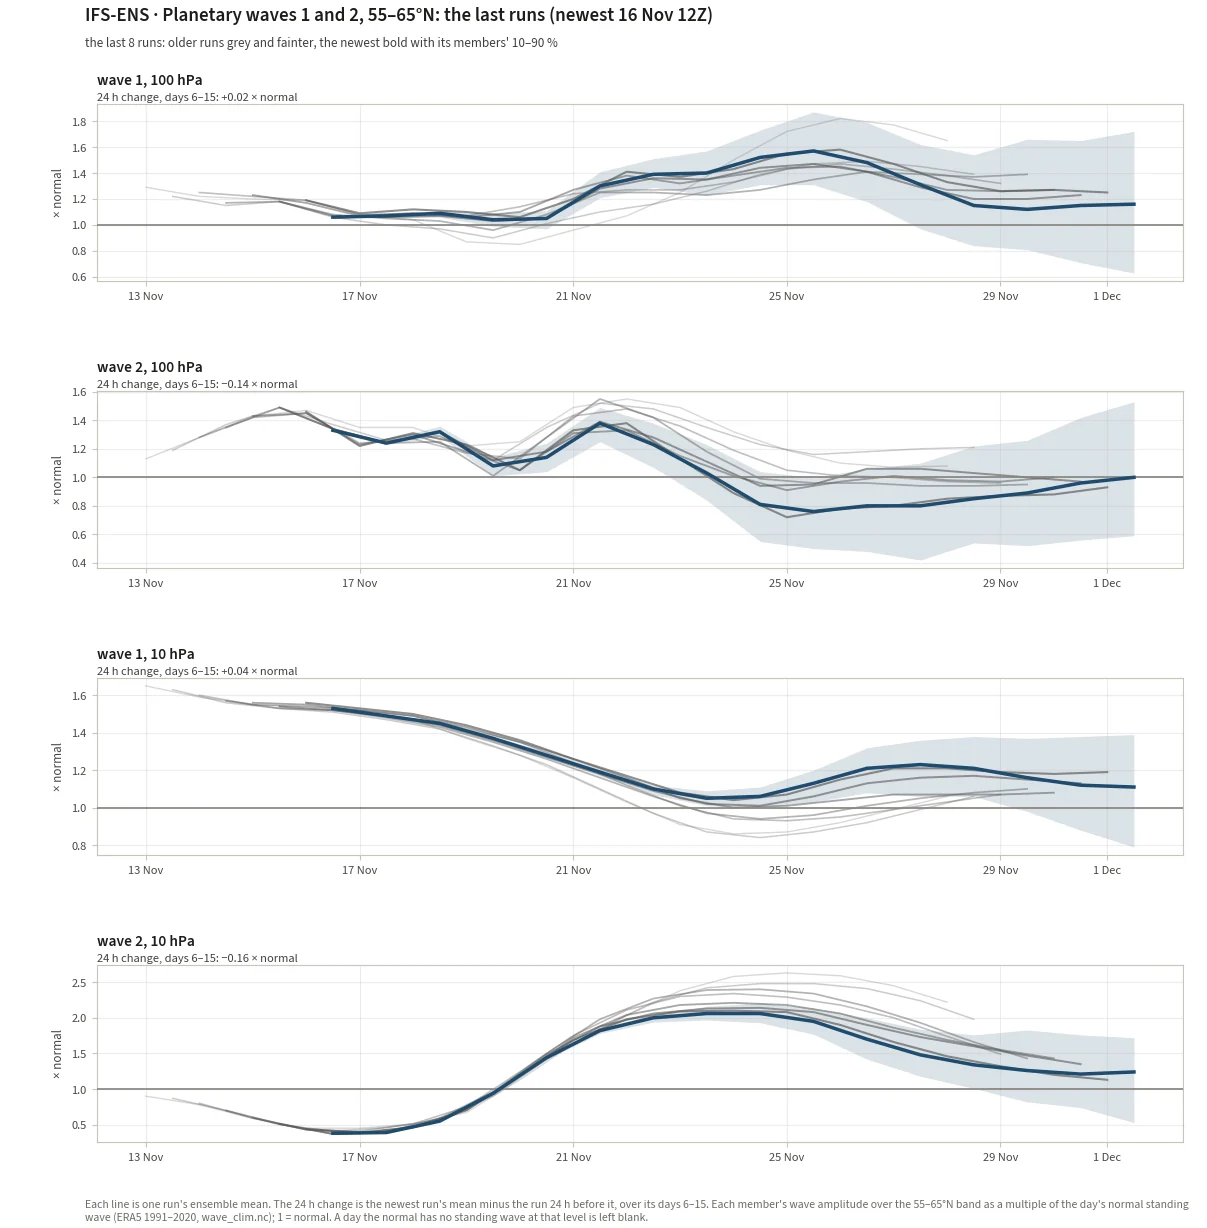 IFS-ENS · Planetary waves 1 and 2, 55–65°N: the last runs (newest 16 Nov 12Z)
the last 8 runs: older runs grey and fainter, the newest bold with its members' 10–90 %
wave 1, 100 hPa
24 h change, days 6–15: +0.02 × normal
1.8
1.6
1.4
1.2
1.0
0.8
0.6
× normal
13 Nov 17 Nov 21 Nov 25 Nov 29 Nov 1 Dec
wave 2, 100 hPa
24 h change, days 6–15: −0.14 × normal
1.6
1.4
1.2
1.0
0.8
0.6
0.4
× normal
13 Nov 17 Nov 21 Nov 25 Nov 29 Nov 1 Dec
wave 1, 10 hPa
24 h change, days 6–15: +0.04 × normal
1.6
1.4
1.2
1.0
0.8
× normal
13 Nov 17 Nov 21 Nov 25 Nov 29 Nov 1 Dec
wave 2, 10 hPa
24 h change, days 6–15: −0.16 × normal
2.5
2.0
1.5
1.0
0.5
× normal
13 Nov 17 Nov 21 Nov 25 Nov 29 Nov 1 Dec
Each line is one run's ensemble mean. The 24 h change is the newest run's mean minus the run 24 h before it, over its days 6–15. Each member's wave amplitude over the 55–65°N band as a multiple of the day's normal standing
wave (ERA5 1991–2020, wave_clim.nc); 1 = normal. A day the normal has no standing wave at that level is left blank.